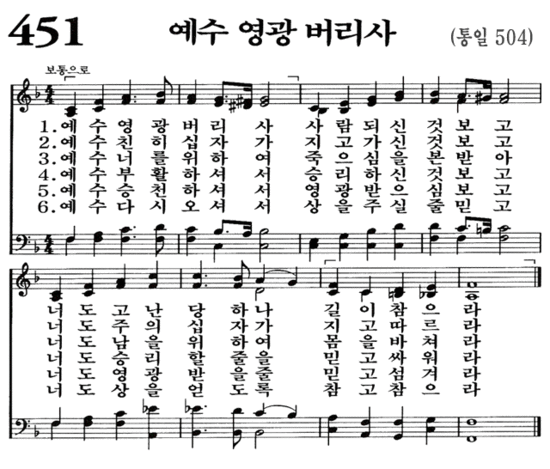 451 예수 영광 버리사 (통일 504)
보통으로
1.예수영광버리사 사람되신것보고
2.예수친히십자가 지고가신것보고
3.예수너를위하여 죽으심을본받아
4.예수부활하셔서 승리하신것보고
5.예수승천하셔서 영광받으심보고
6.예수다시오셔서 상을주실줄믿고
너도고난당하나 길이참으라
너도주의십자가 지고따르라
너도남을위하여 몸을바쳐라
너도승리할줄을 믿고싸워라
너도영광받을줄 믿고섬겨라
너도상을얻도록 참고참으라